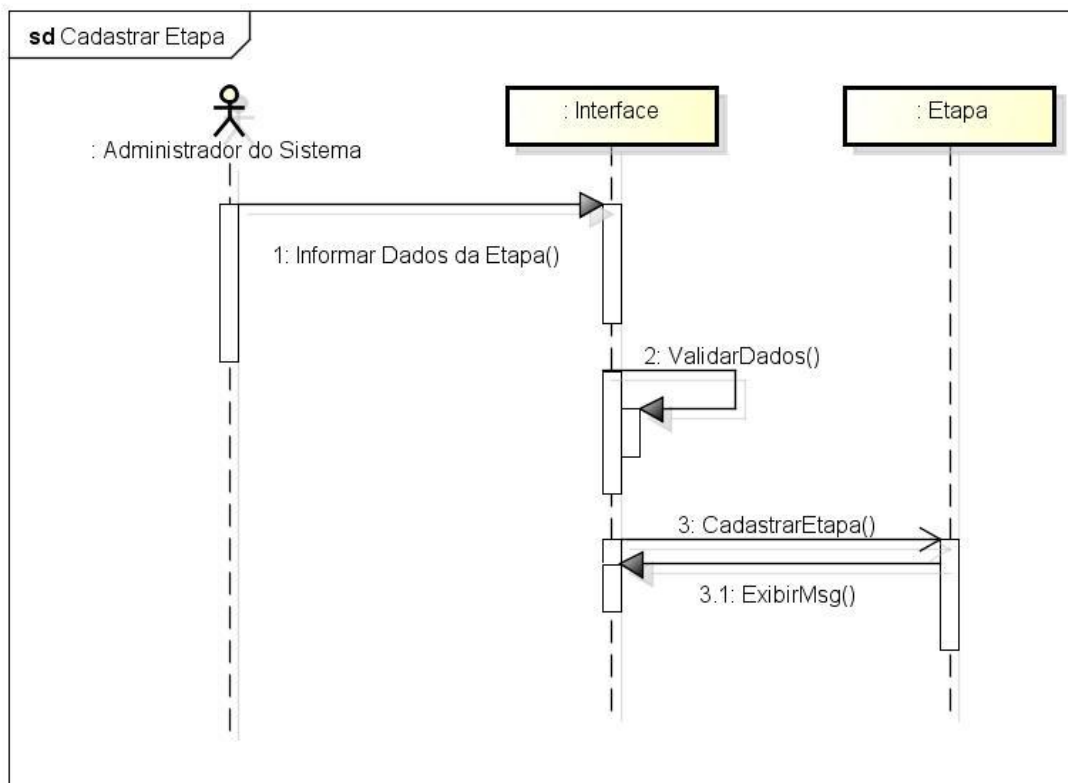 sd Cadastrar Etapa
: Administrador do Sistema
: Interface
: Etapa
1: Informar Dados da Etapa()
2: ValidarDados()
3: CadastrarEtapa()
3.1: ExibirMsg()